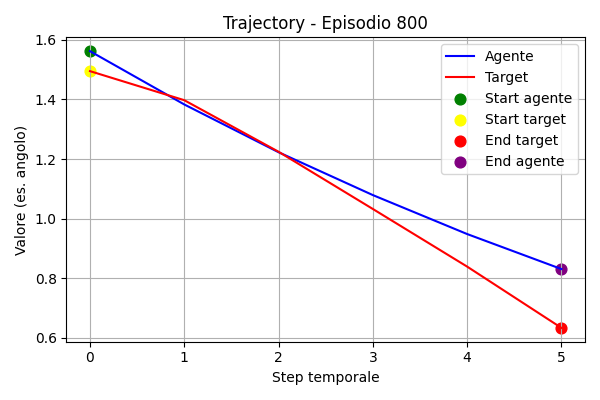 Trajectory - Episodio 800
Valore (es. angolo)
1.6
1.4
1.2
1.0
0.8
0.6
0
1
2
3
4
5
Step temporale
Agente
Target
Start agente
Start target
End target
End agente